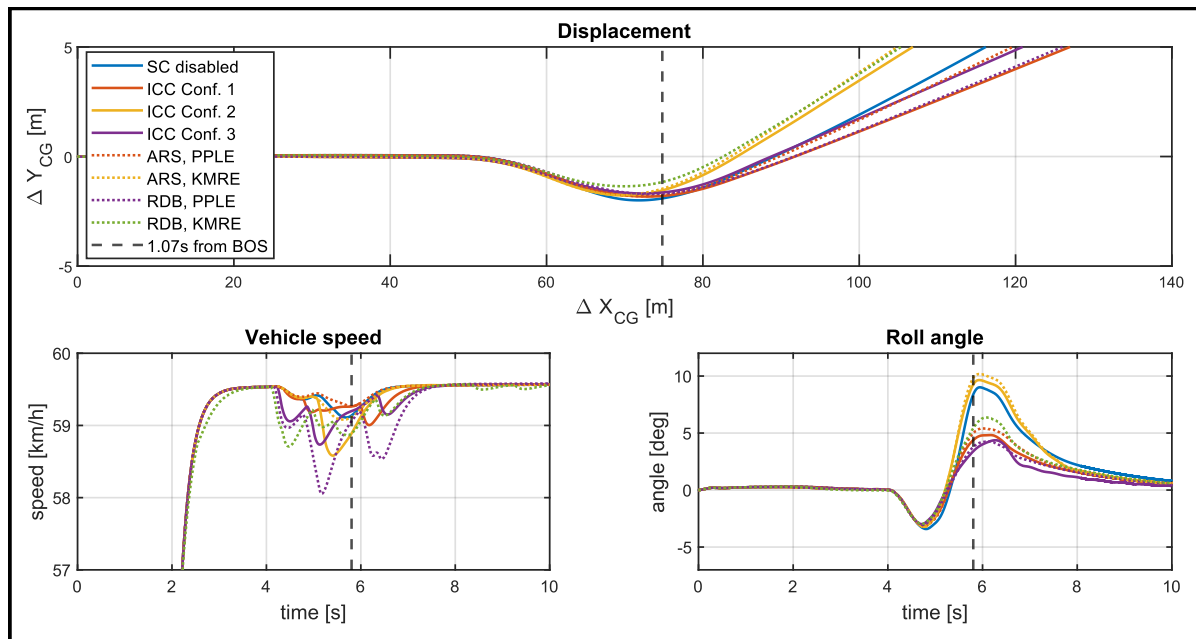 Displacement
5
0
-5
Δ Y_CG [m]
SC disabled
ICC Conf. 1
ICC Conf. 2
ICC Conf. 3
ARS, PPLE
ARS, KMRE
RDB, PPLE
RDB, KMRE
1.07s from BOS
0 20 40 60 80 100 120 140
Δ X_CG [m]
Vehicle speed
60
59
58
57
speed [km/h]
0 2 4 6 8 10
time [s]
Roll angle
10
5
0
-5
angle [deg]
0 2 4 6 8 10
time [s]